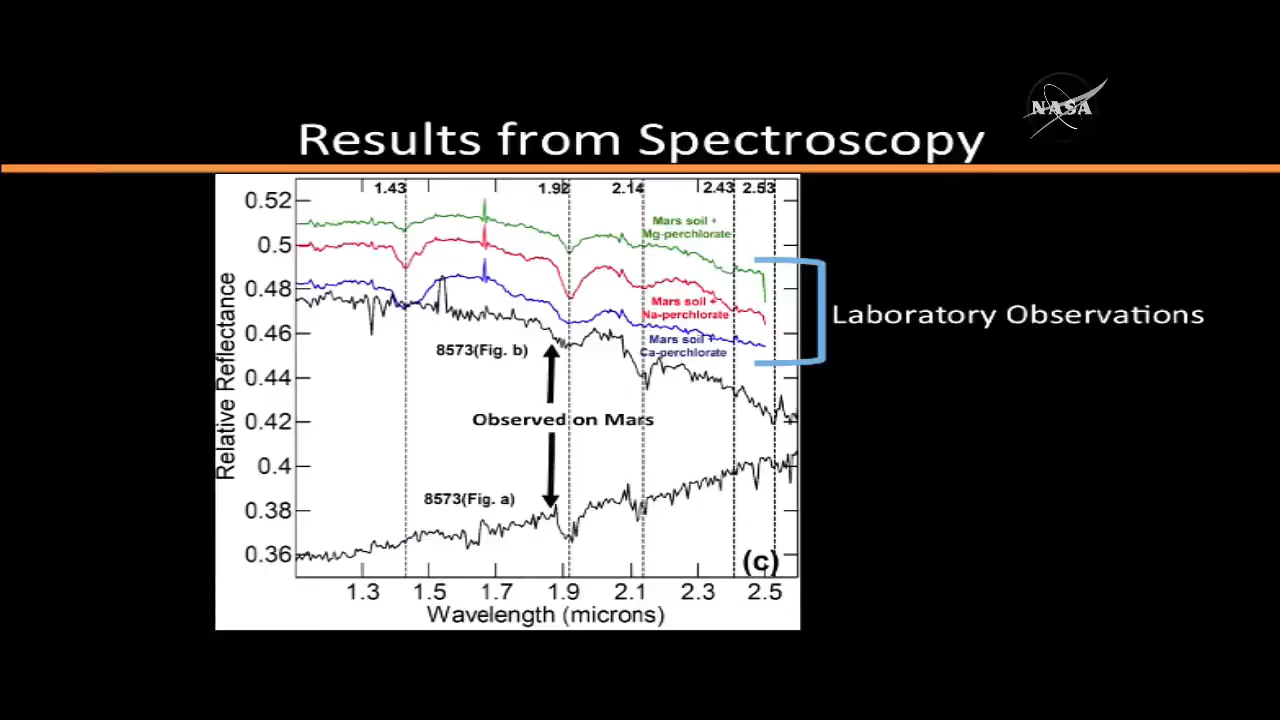 NASA
Results from Spectroscopy
1.43 1.92 2.14 2.43 2.53
0.52
0.5
0.48
0.46
0.44
0.42
0.4
0.38
0.36
Relative Reflectance
Mars soil +
Mg-perchlorate
Mars soil +
Na-perchlorate
Mars soil +
Ca-perchlorate
Laboratory Observations
8573(Fig. b)
Observed on Mars
8573(Fig. a)
(c)
1.3 1.5 1.7 1.9 2.1 2.3 2.5
Wavelength (microns)